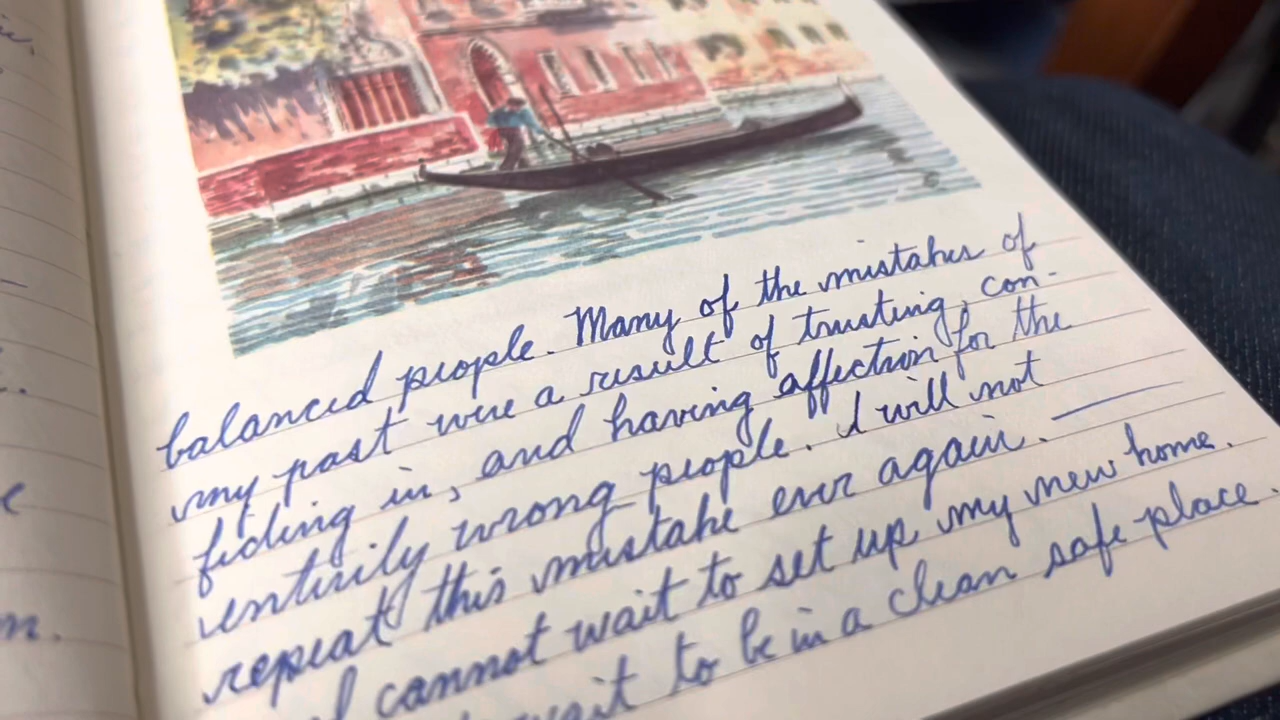 balanced people. Many of the mistakes of
my past were a result of trusting, con-
fiding in, and having affection for the
entirily wrong people. I will not
repeat this mistake ever again. —
I cannot wait to set up my new home.
wait to be in a clean safe place.